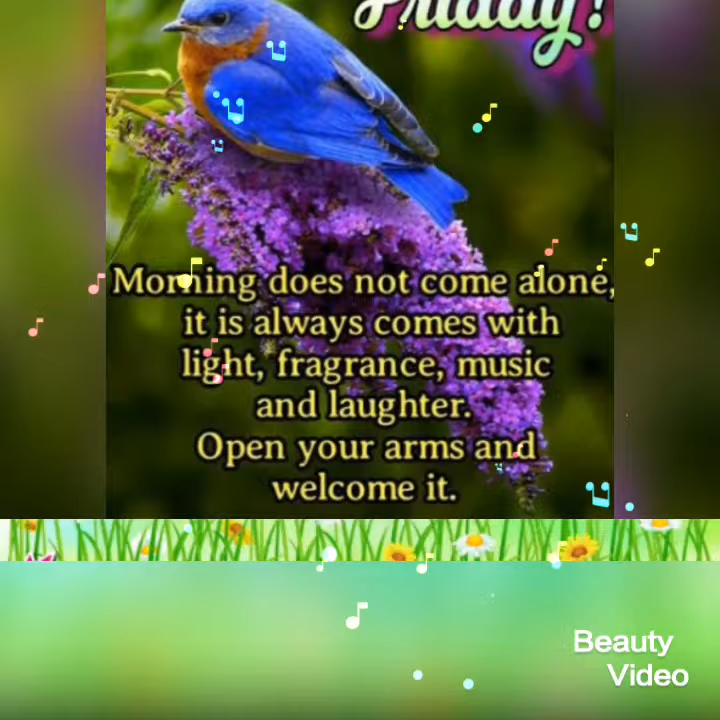 Friday!
Morning does not come alone,
it is always comes with
light, fragrance, music
and laughter.
Open your arms and
welcome it.
Beauty
Video